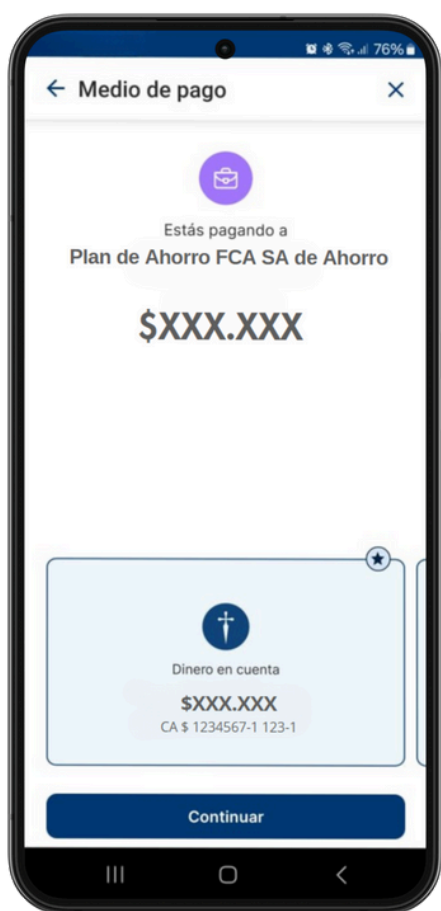 76%
Medio de pago
Estás pagando a
Plan de Ahorro FCA SA de Ahorro
$XXX.XXX
Dinero en cuenta
$XXX.XXX
CA $ 1234567-1 123-1
Continuar